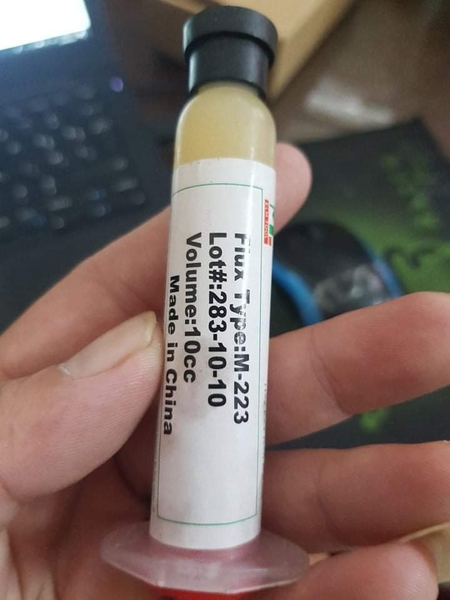 Flux Type:M-223
Lot#:283-10-10
Volume:10cc
Made in China